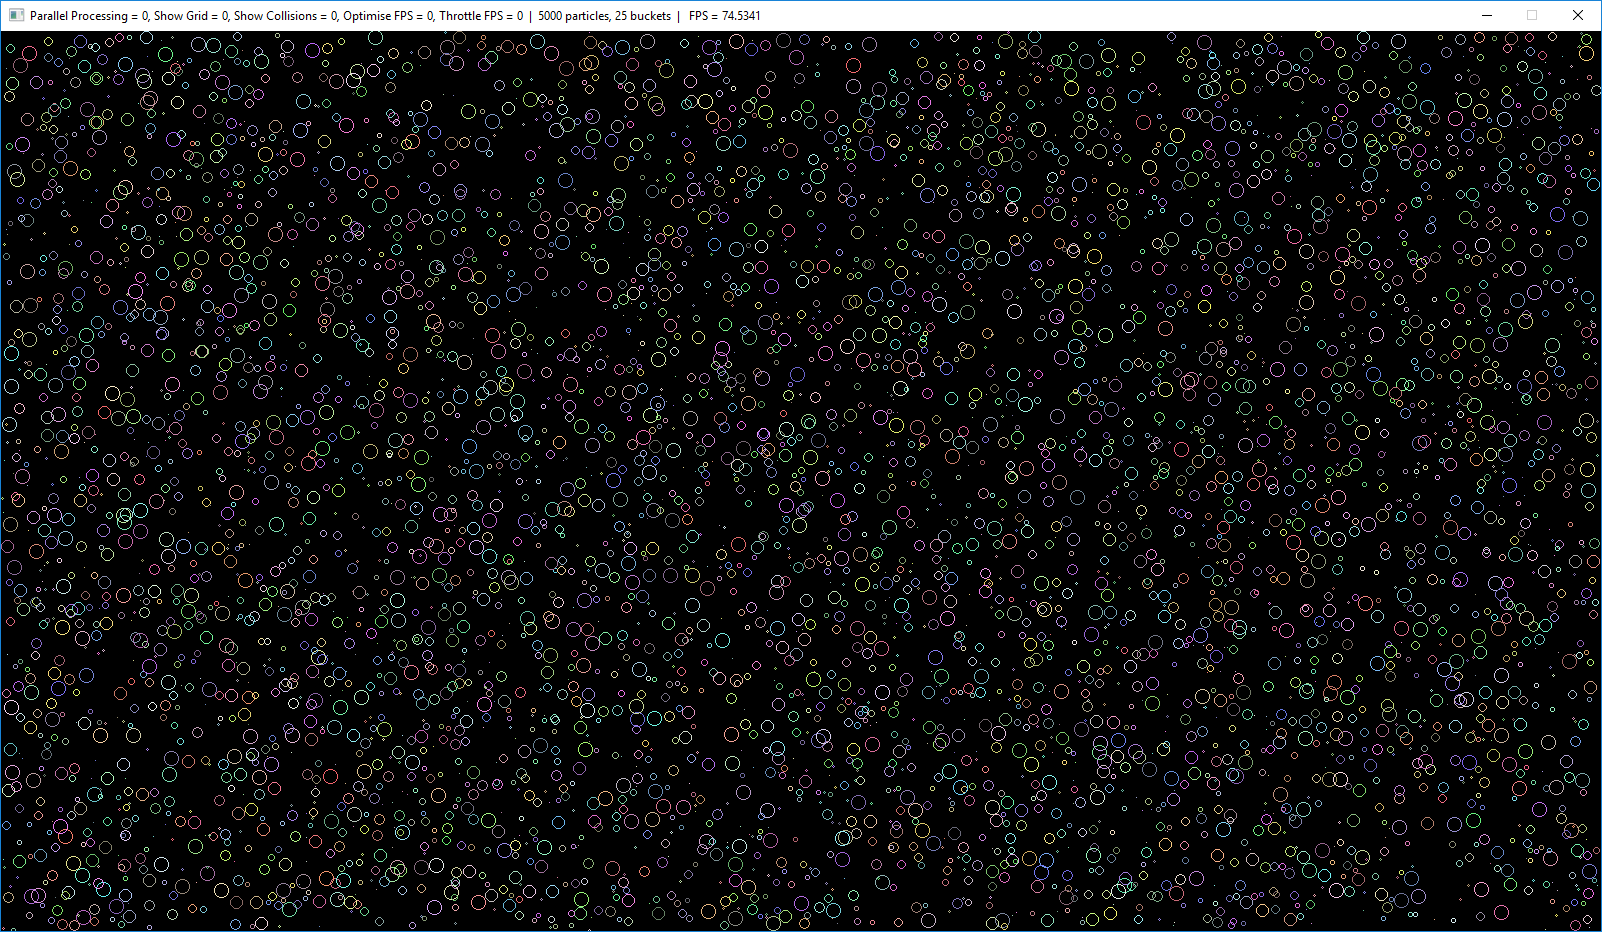 Parallel Processing = 0, Show Grid = 0, Show Collisions = 0, Optimise FPS = 0, Throttle FPS = 0 | 5000 particles, 25 buckets | FPS = 74.5341